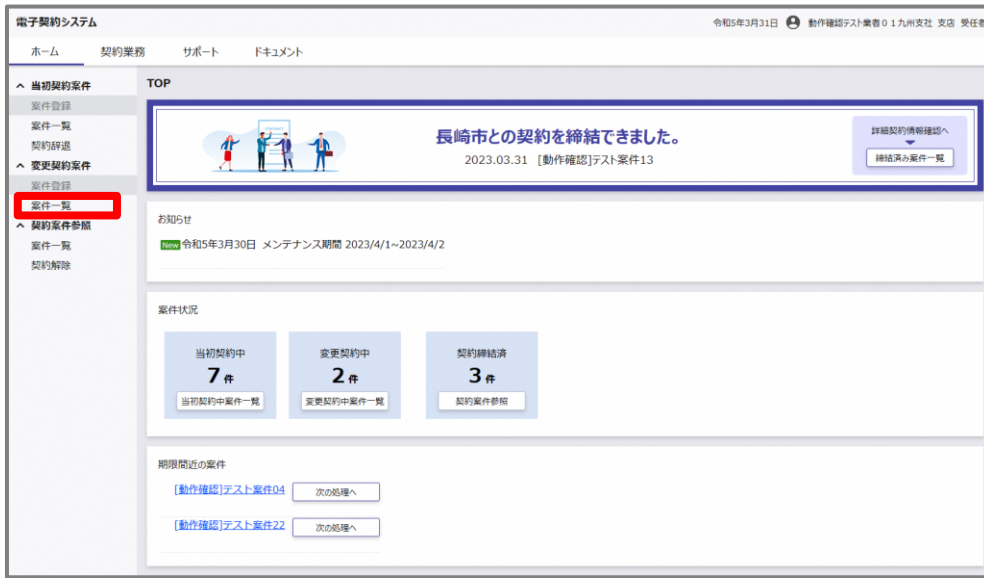 電子契約システム
令和5年3月31日 動作確認テスト業者01九州支社 支店 受任者
ホーム 契約業務 サポート ドキュメント
当初契約案件
案件登録
案件一覧
契約辞退
変更契約案件
案件登録
案件一覧
契約案件参照
案件一覧
契約解除
TOP
長崎市との契約を締結できました。
2023.03.31 [動作確認]テスト案件13
詳細契約情報確認へ
締結済み案件一覧
お知らせ
New 令和5年3月30日 メンテナンス期間 2023/4/1~2023/4/2
案件状況
当初契約中
7 件
当初契約中案件一覧
変更契約中
2 件
変更契約中案件一覧
契約締結済
3 件
契約案件参照
期限間近の案件
[動作確認]テスト案件04 次の処理へ
[動作確認]テスト案件22 次の処理へ